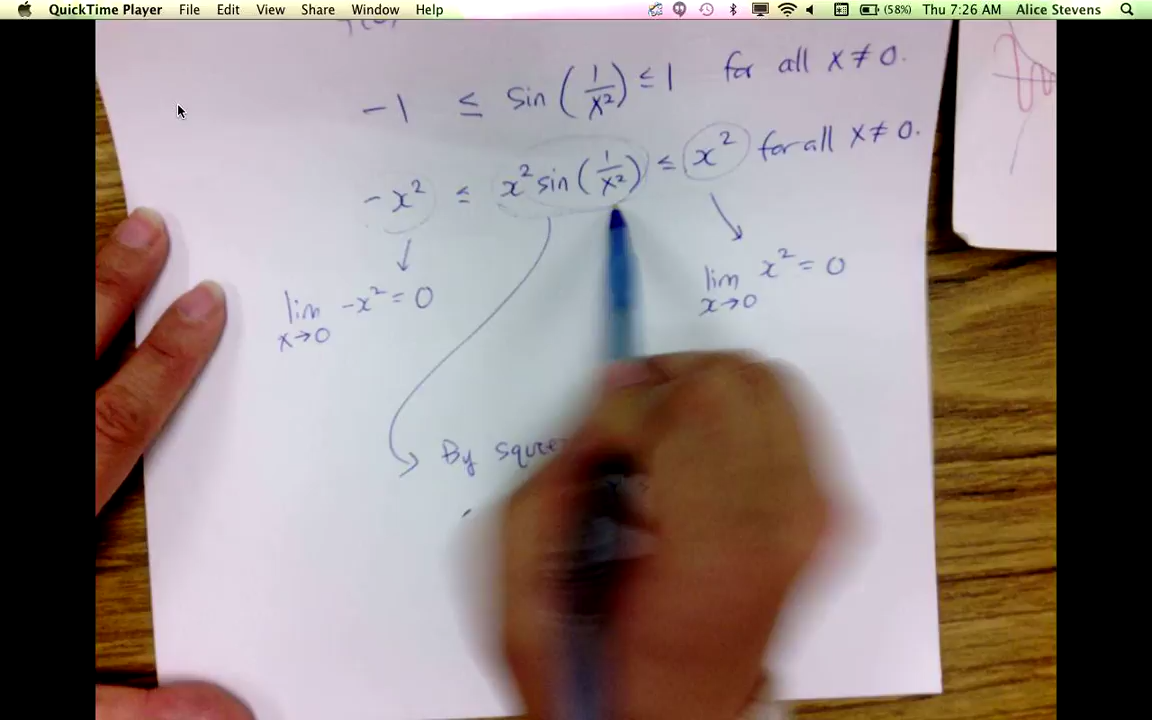 QuickTime Player File Edit View Share Window Help (58%) Thu 7:26 AM Alice Stevens
-1 ≤ sin(1/x²) ≤ 1 for all x ≠ 0.
-x² ≤ x² sin(1/x²) ≤ x² for all x ≠ 0.
lim x→0 -x² = 0
lim x→0 x² = 0
By